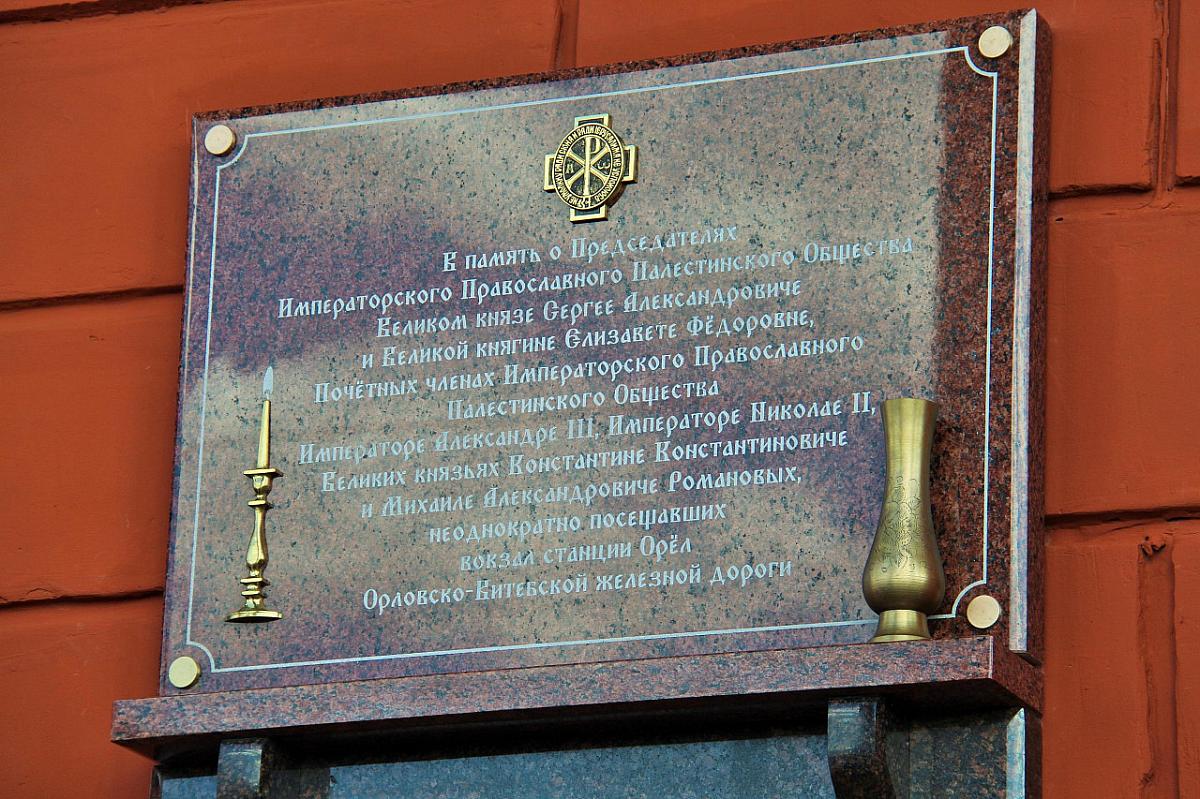 В память о Председателях
Императорского Православного Палестинского Общества
Великом князе Сергее Александровиче
и Великой княгине Елизавете Фёдоровне,
Почётных членах Императорского Православного
Палестинского Общества
Императоре Александре III, Императоре Николае II,
Великих князьях Константине Константиновиче
и Михаиле Александровиче Романовых,
неоднократно посещавших
вокзал станции Орёл
Орловско-Витебской железной дороги